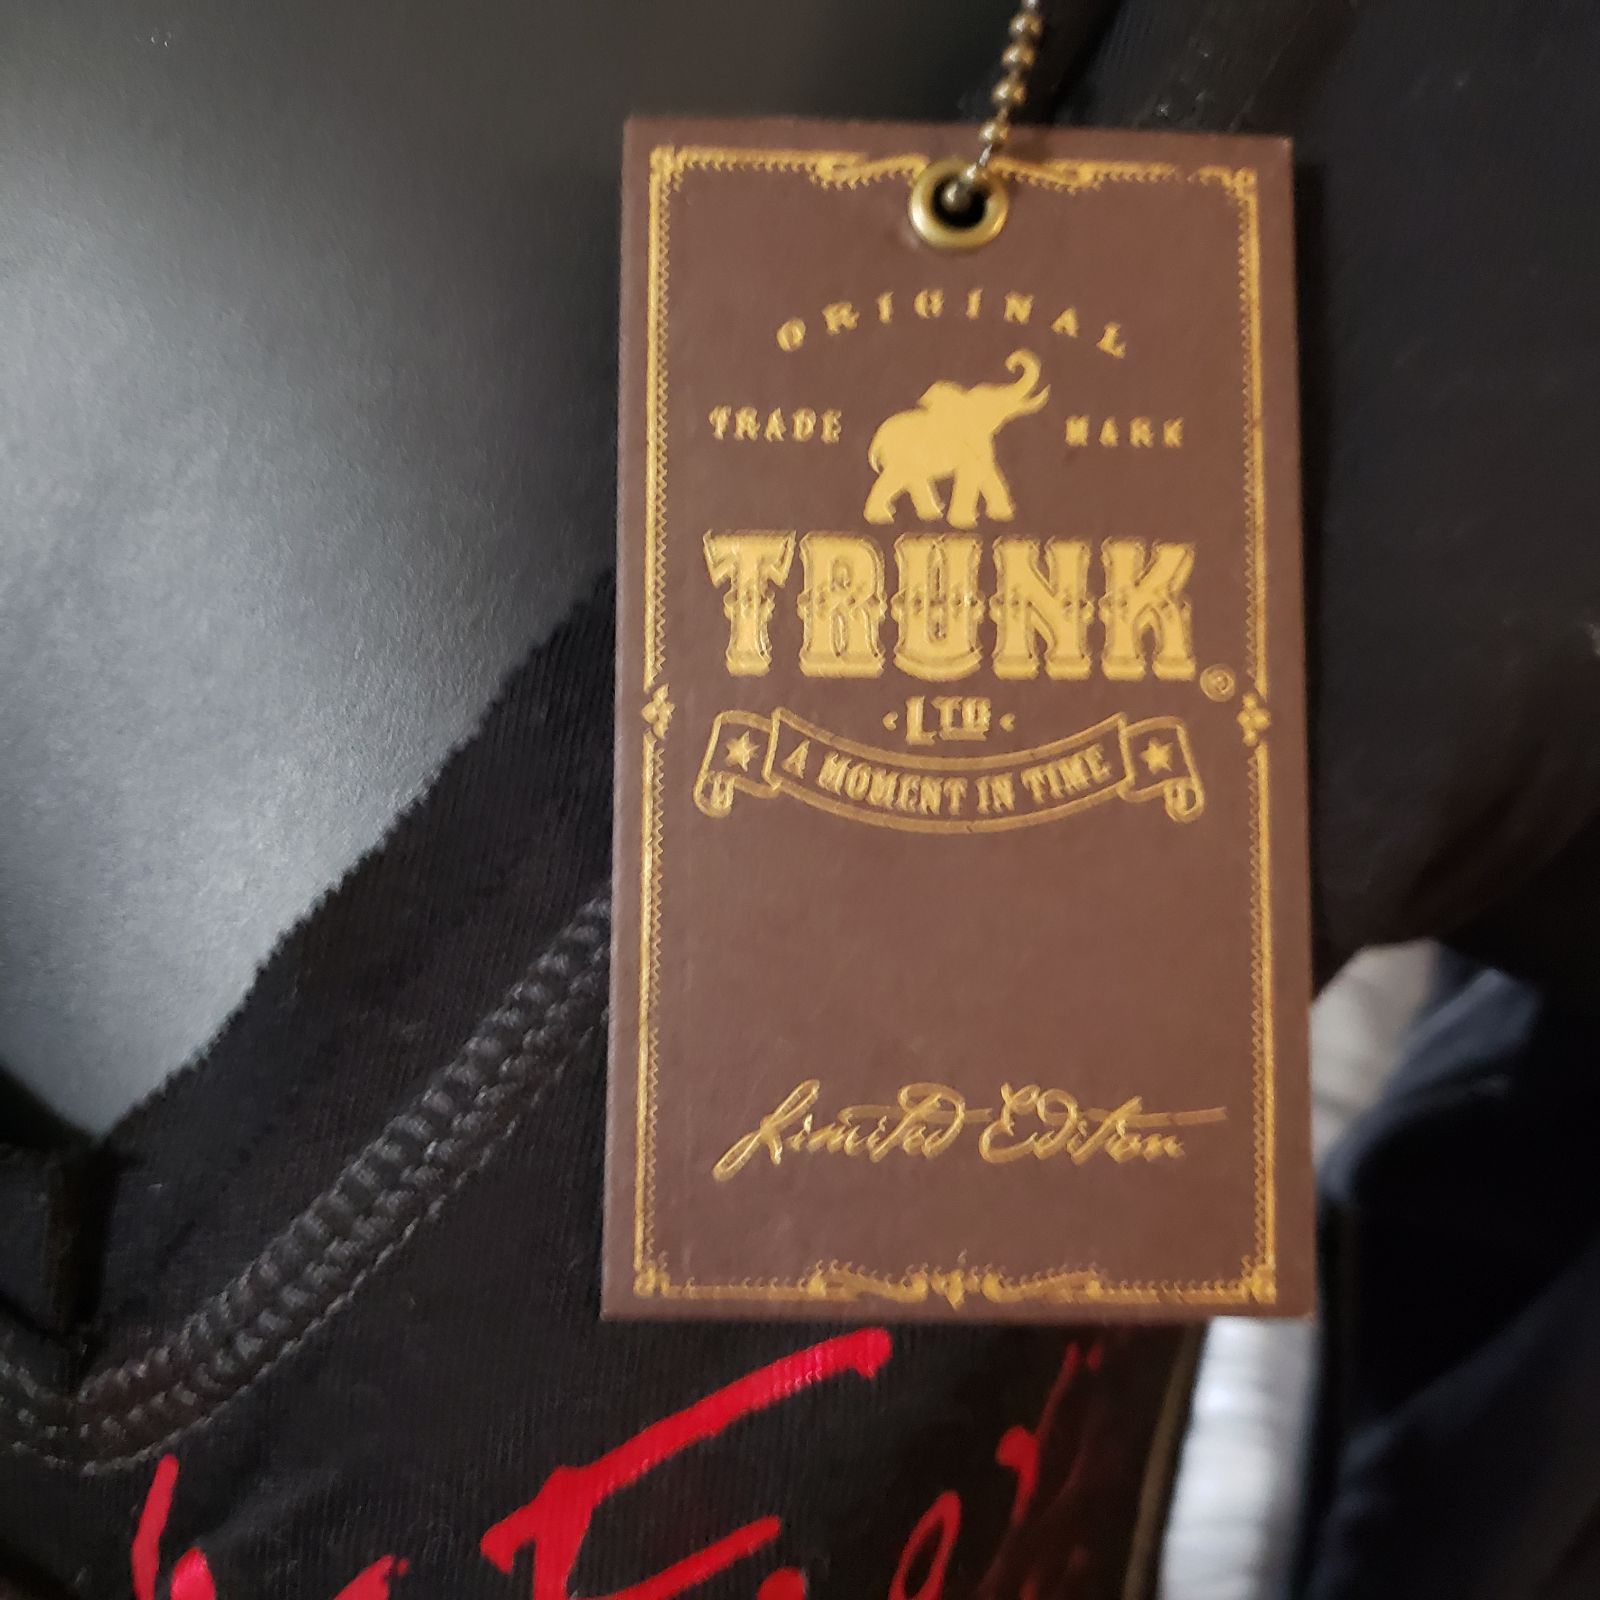 ORIGINAL
TRADE MARK
TRUNK®
·LTD·
A MOMENT IN TIME
Limited Edition